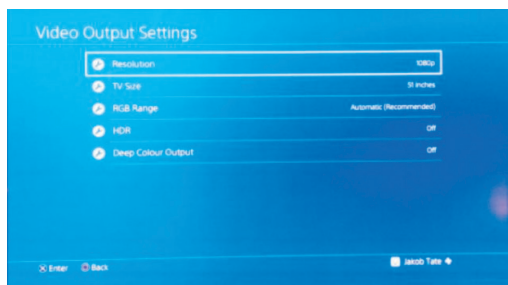 Video Output Settings
Resolution 1080p
TV Size 51 inches
RGB Range Automatic (Recommended)
HDR Off
Deep Colour Output Off
Enter Back Jakob Tate